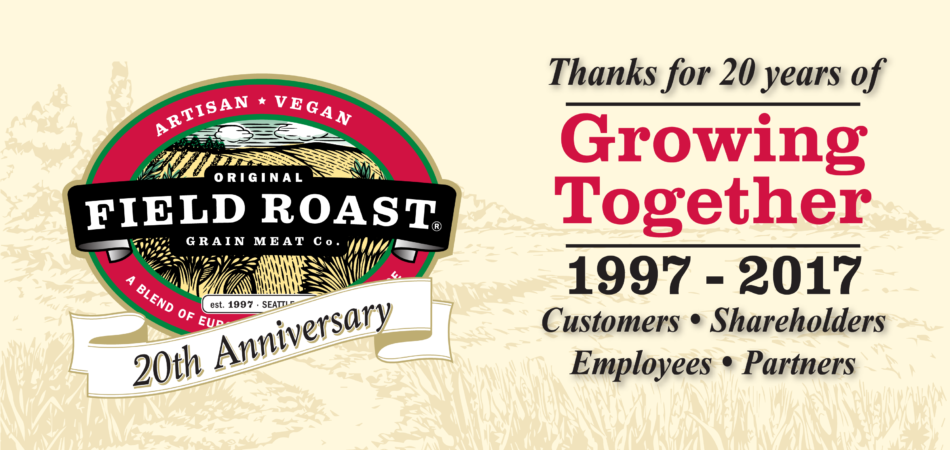 ARTISAN ★ VEGAN
ORIGINAL
FIELD ROAST®
GRAIN MEAT Co.
est. 1997 · SEATTLE
A BLEND OF
20th Anniversary
Thanks for 20 years of
Growing
Together
1997 - 2017
Customers • Shareholders
Employees • Partners